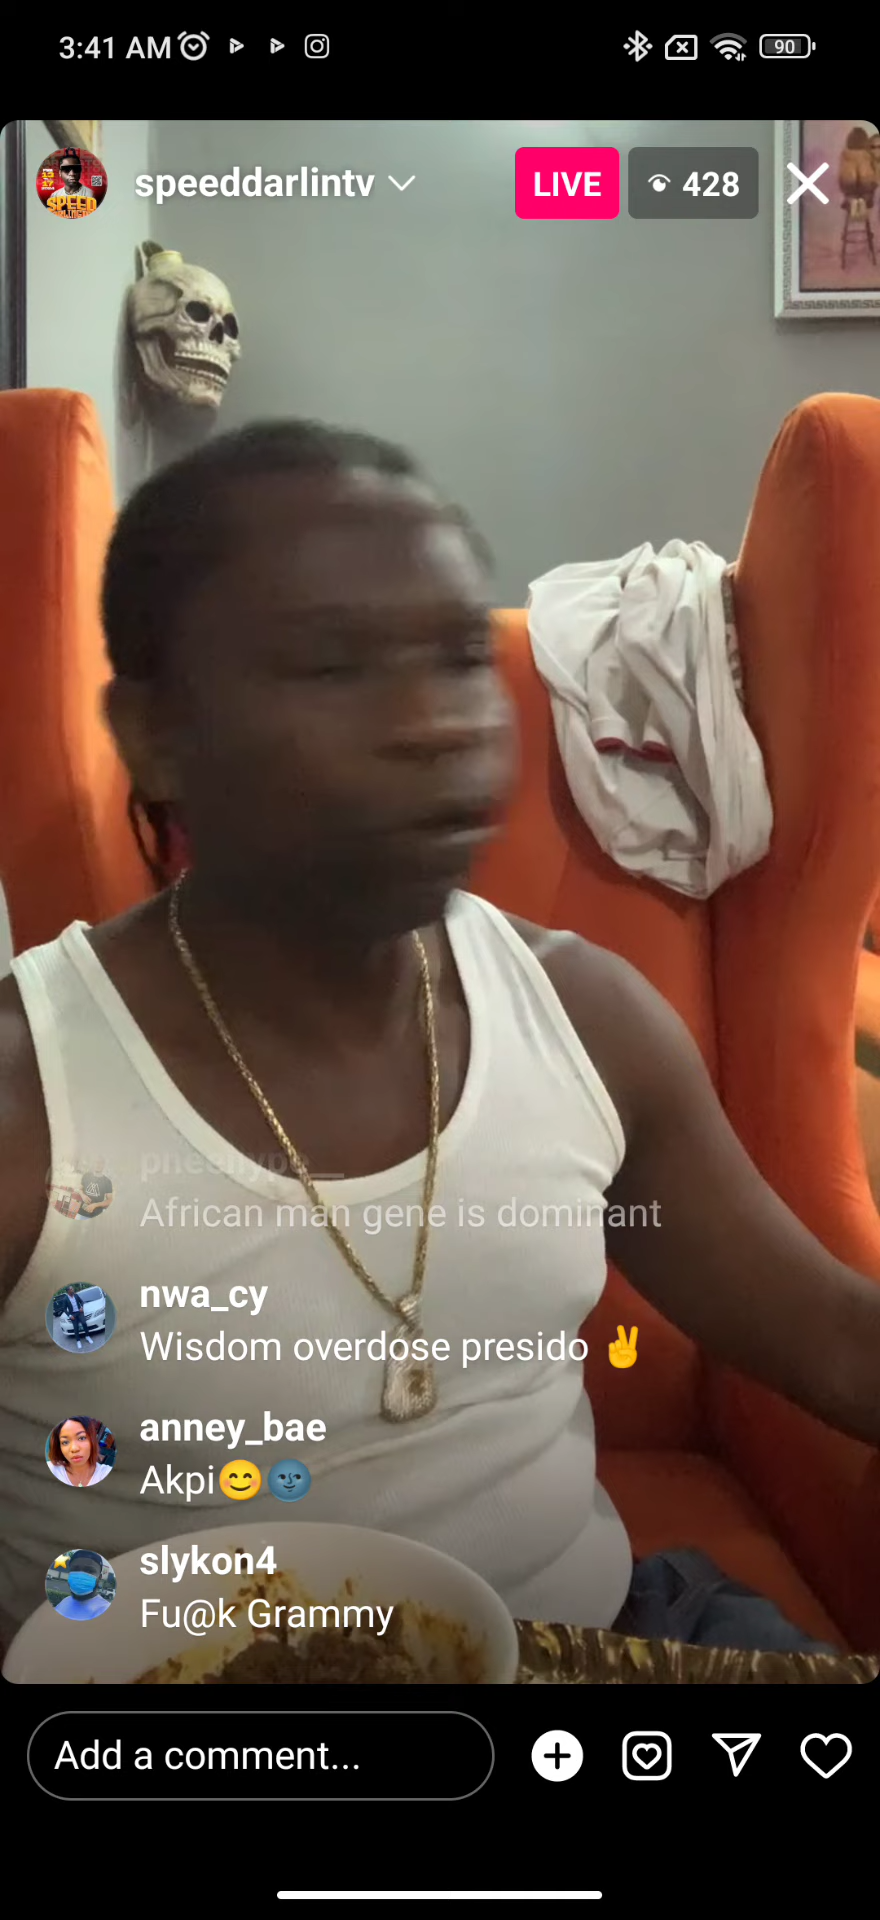 3:41 AM
90
SPEED
speeddarlintv
LIVE
428
African man gene is dominant
nwa_cy
Wisdom overdose presido ✌
anney_bae
Akpi😊🌚
slykon4
Fu@k Grammy
Add a comment...